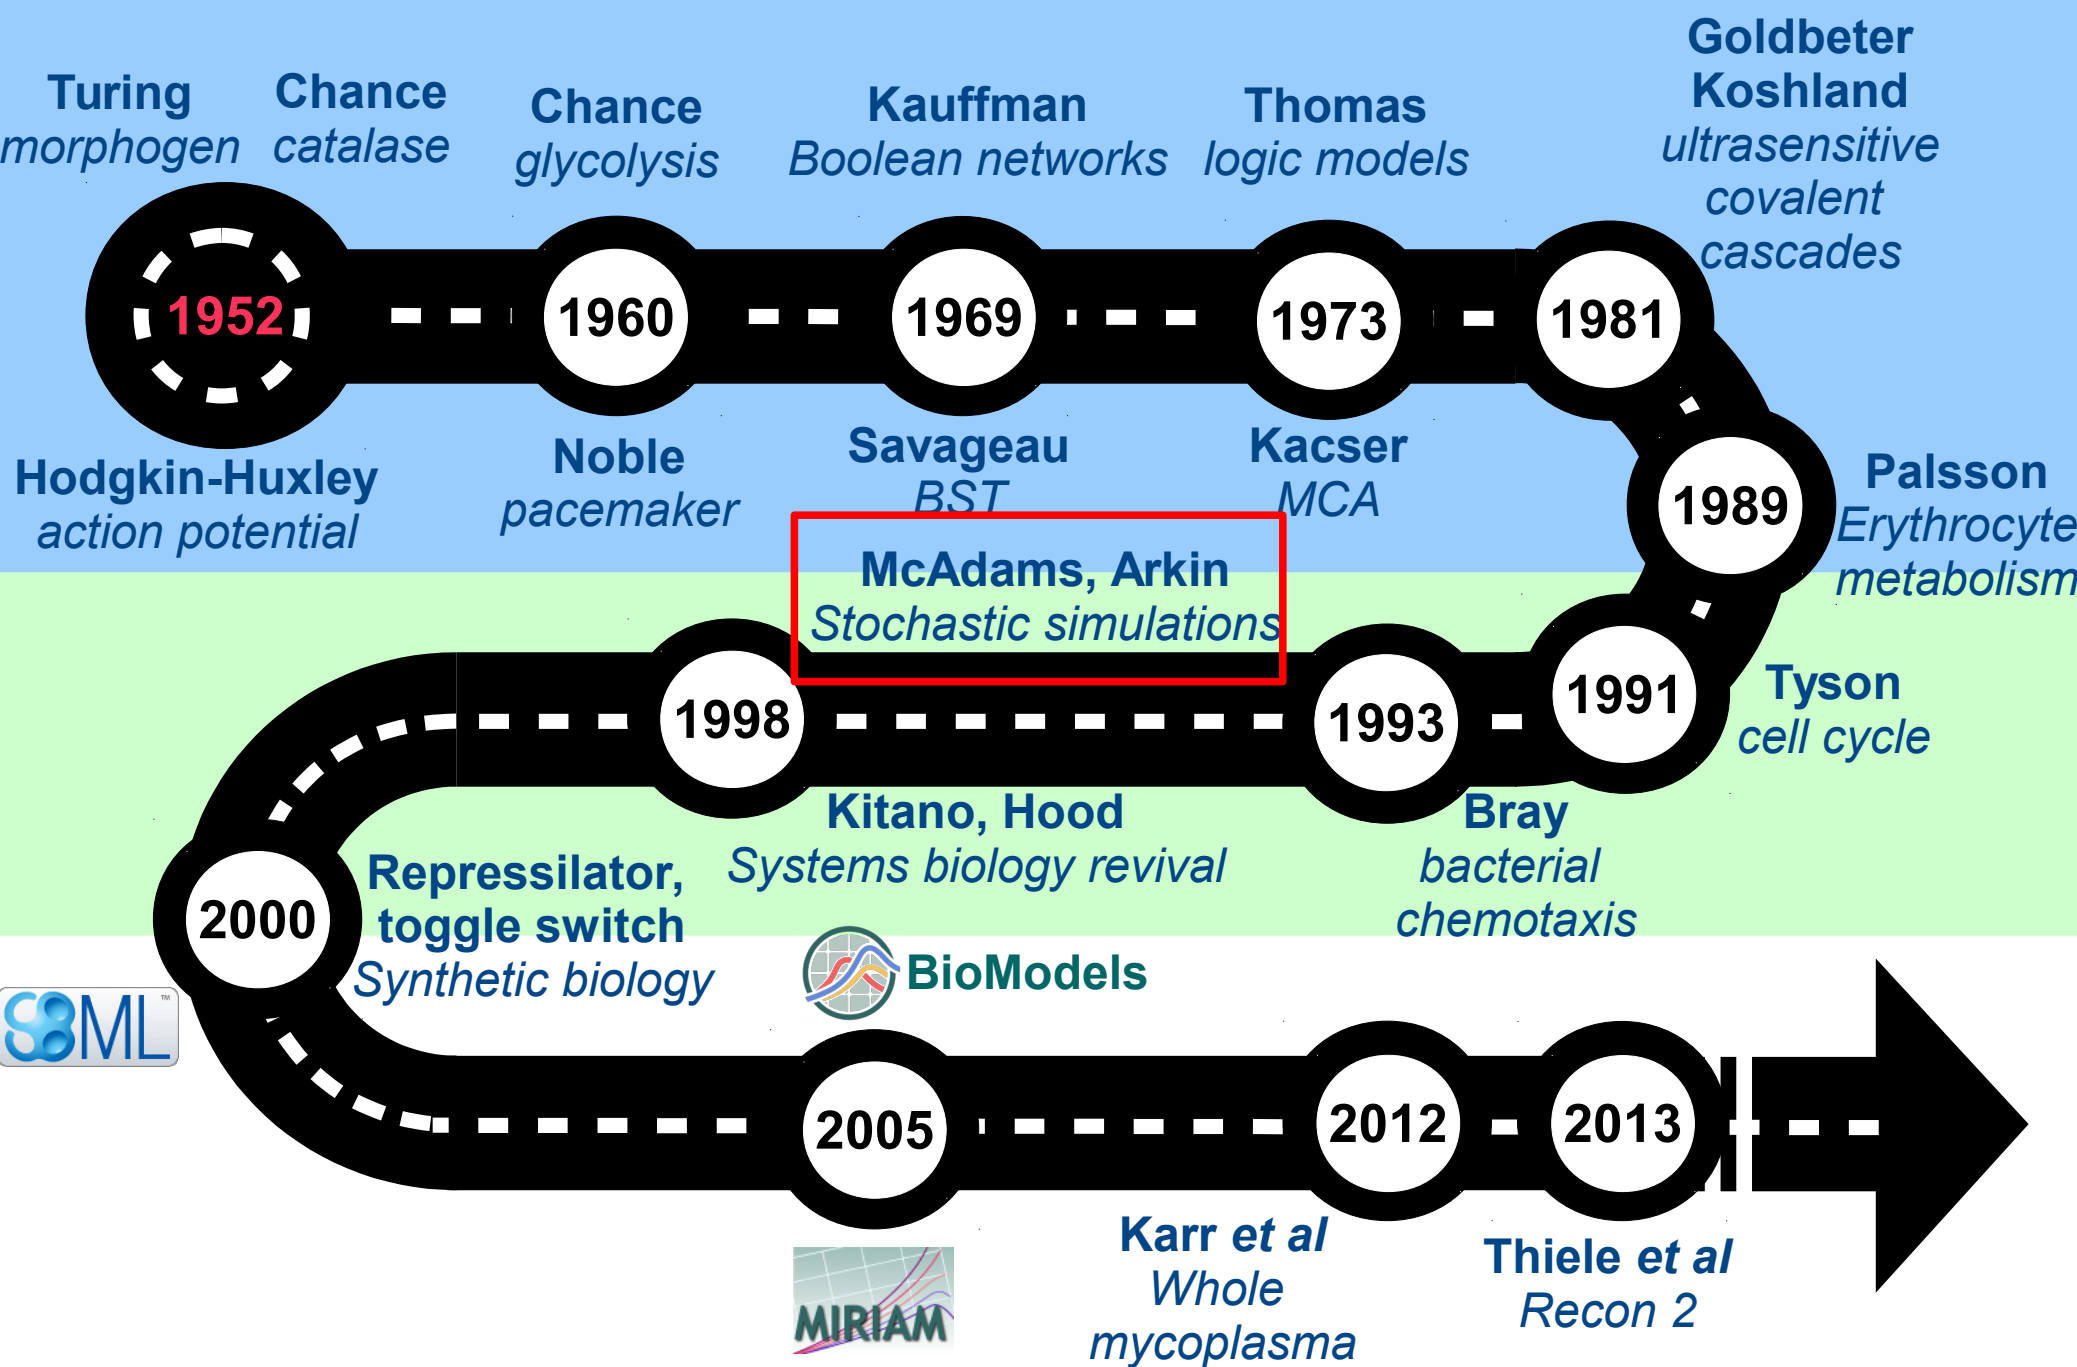 Turing
morphogen
Chance
catalase
Chance
glycolysis
Kauffman
Boolean networks
Thomas
logic models
Goldbeter
Koshland
ultrasensitive
covalent
cascades
1952
1960
1969
1973
1981
Hodgkin-Huxley
action potential
Noble
pacemaker
Savageau
BST
Kacser
MCA
1989
Palsson
Erythrocyte
metabolism
McAdams, Arkin
Stochastic simulations
1998
1993
1991
Tyson
cell cycle
Kitano, Hood
Systems biology revival
Bray
bacterial
chemotaxis
2000
Repressilator,
toggle switch
Synthetic biology
SBML™
BioModels
2005
2012
2013
MIRIAM
Karr et al
Whole
mycoplasma
Thiele et al
Recon 2